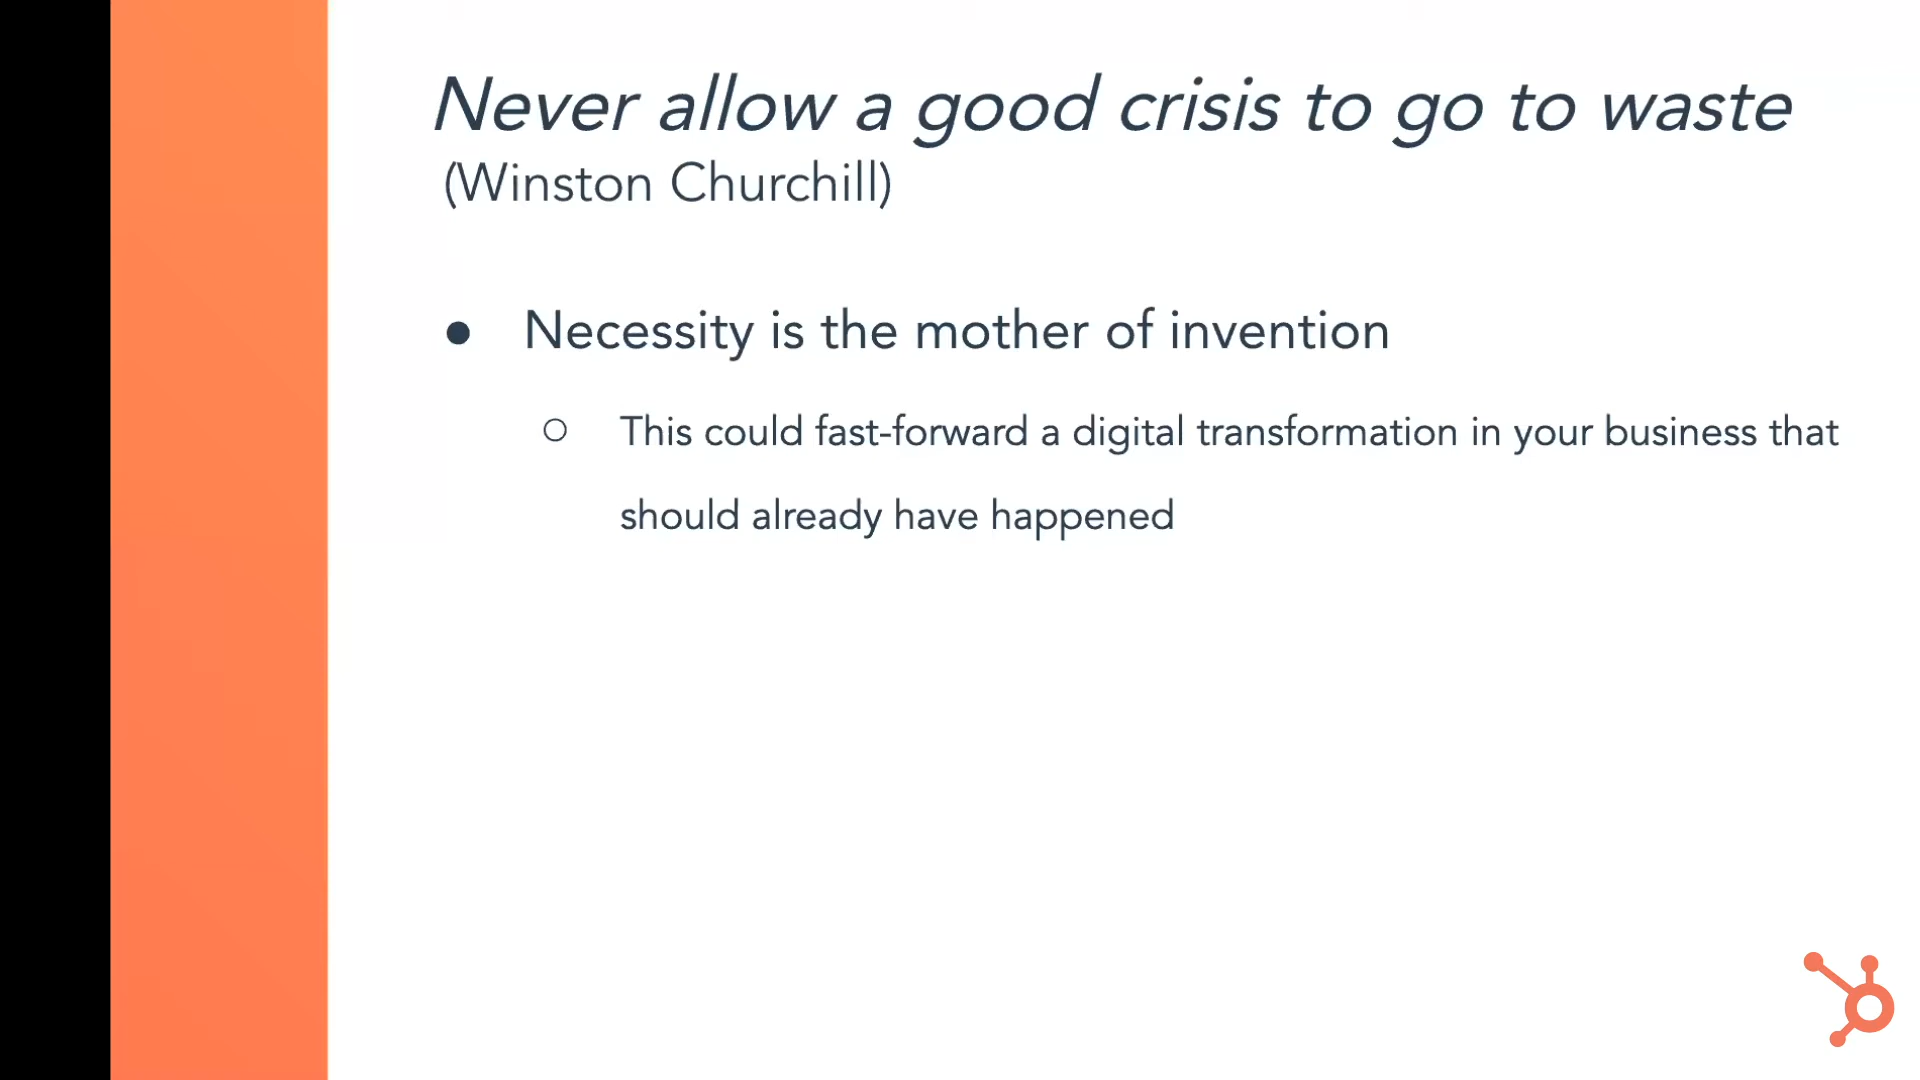 Never allow a good crisis to go to waste
(Winston Churchill)
● Necessity is the mother of invention
○ This could fast-forward a digital transformation in your business that
should already have happened